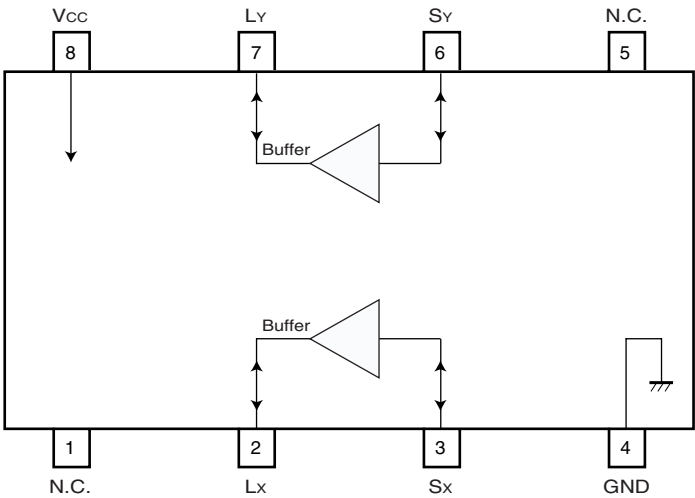 VCC LY SY N.C.
8 7 6 5
Buffer
Buffer
1 2 3 4
N.C. LX SX GND